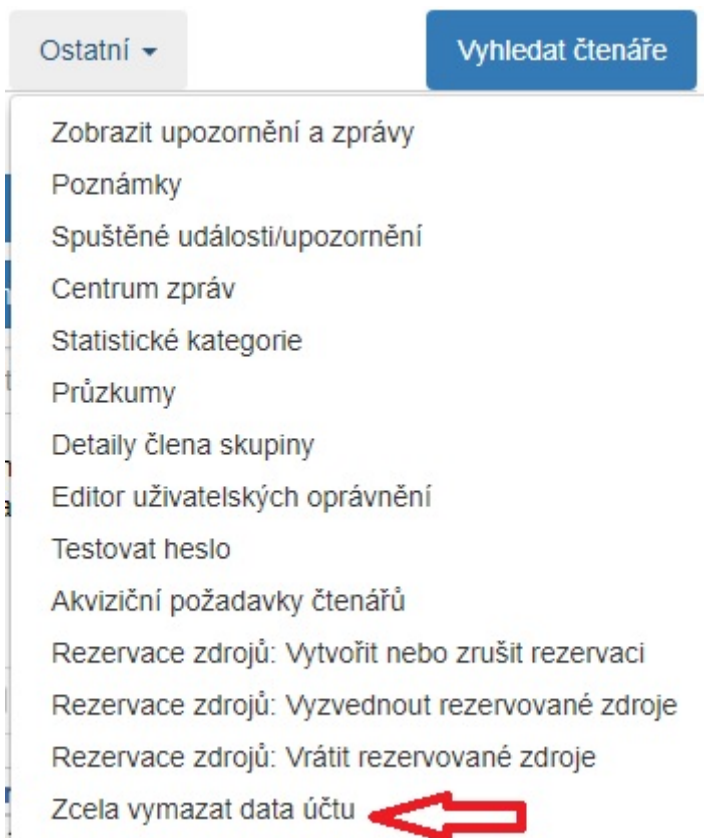 Ostatní
Vyhledat čtenáře
Zobrazit upozornění a zprávy
Poznámky
Spuštěné události/upozornění
Centrum zpráv
Statistické kategorie
Průzkumy
Detaily člena skupiny
Editor uživatelských oprávnění
Testovat heslo
Akviziční požadavky čtenářů
Rezervace zdrojů: Vytvořit nebo zrušit rezervaci
Rezervace zdrojů: Vyzvednout rezervované zdroje
Rezervace zdrojů: Vrátit rezervované zdroje
Zcela vymazat data účtu